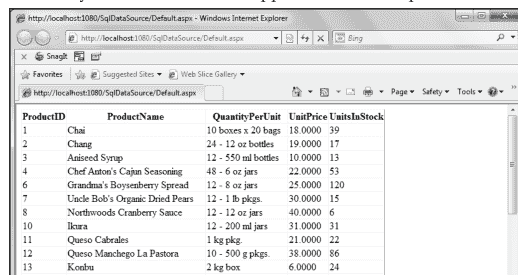 http://localhost:1080/SqlDataSource/Default.aspx - Windows Internet Explorer
http://localhost:1080/SqlDataSource/Default.aspx Bing
x SnagIt
Favorites Suggested Sites Web Slice Gallery
http://localhost:1080/SqlDataSource/Default.aspx Page Safety Tools
ProductID ProductName QuantityPerUnit UnitPrice UnitsInStock
1 Chai 10 boxes x 20 bags 18.0000 39
2 Chang 24 - 12 oz bottles 19.0000 17
3 Aniseed Syrup 12 - 550 ml bottles 10.0000 13
4 Chef Anton's Cajun Seasoning 48 - 6 oz jars 22.0000 53
6 Grandma's Boysenberry Spread 12 - 8 oz jars 25.0000 120
7 Uncle Bob's Organic Dried Pears 12 - 1 lb pkgs. 30.0000 15
8 Northwoods Cranberry Sauce 12 - 12 oz jars 40.0000 6
10 Ikura 12 - 200 ml jars 31.0000 31
11 Queso Cabrales 1 kg pkg. 21.0000 22
12 Queso Manchego La Pastora 10 - 500 g pkgs. 38.0000 86
13 Konbu 2 kg box 6.0000 24